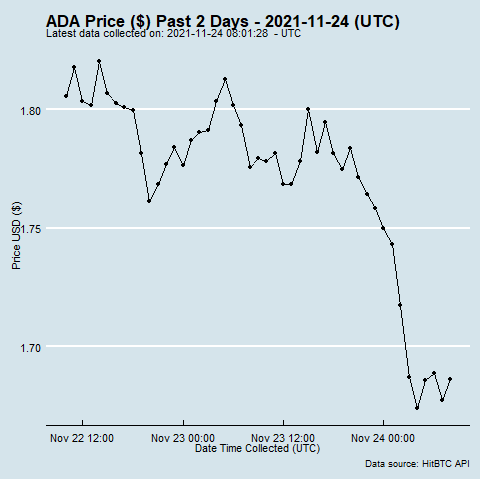 ADA Price ($) Past 2 Days - 2021-11-24 (UTC)
Latest data collected on: 2021-11-24 08:01:28 - UTC
1.80
1.75
1.70
Price USD ($)
Nov 22 12:00 Nov 23 00:00 Nov 23 12:00 Nov 24 00:00
Date Time Collected (UTC)
Data source: HitBTC API